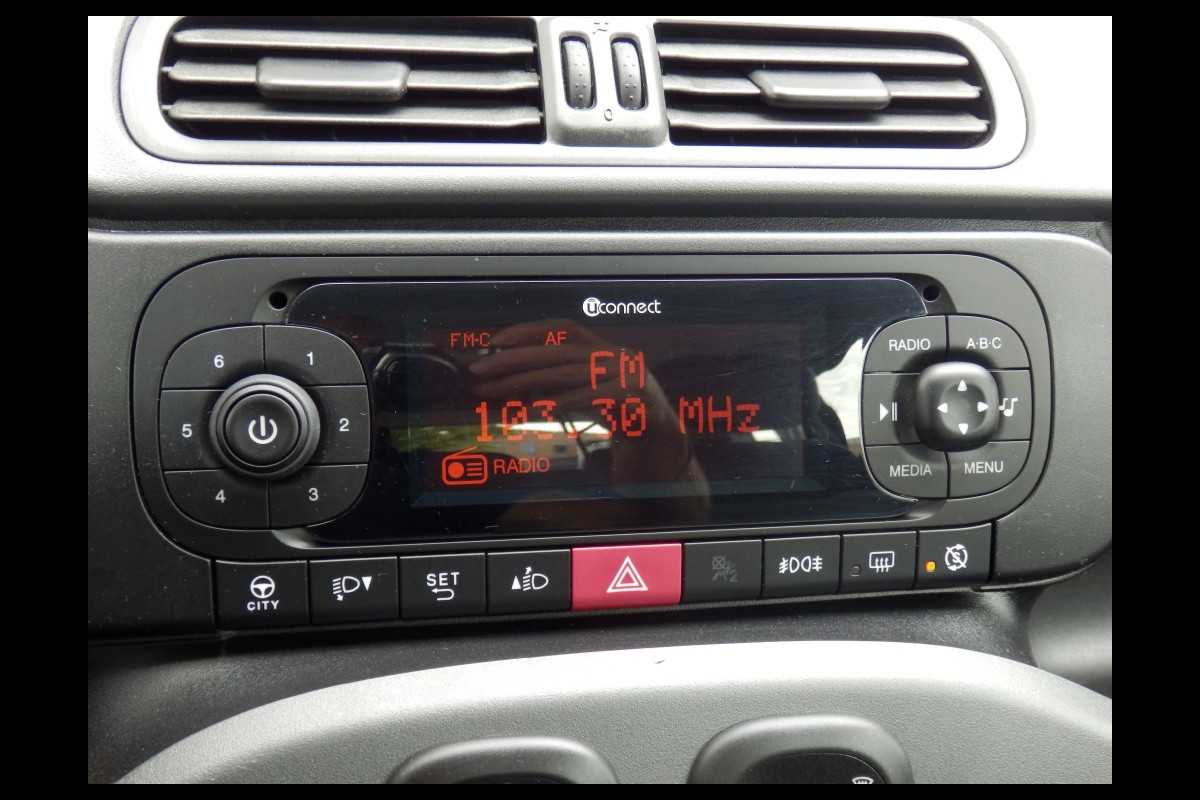 0
uconnect
FM-C AF
FM
103.30 MHz
RADIO
6 1
5 2
4 3
RADIO A·B·C
MEDIA MENU
CITY
SET